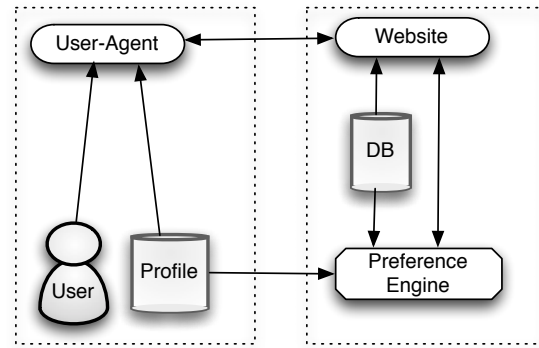 User-Agent
Website
DB
User
Profile
Preference
Engine